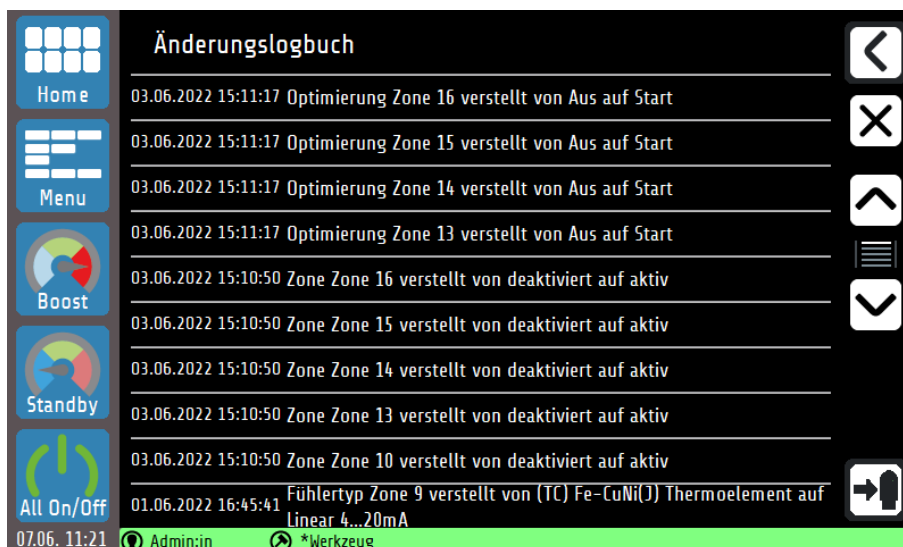 Änderungslogbuch
Home
03.06.2022 15:11:17 Optimierung Zone 16 verstellt von Aus auf Start
03.06.2022 15:11:17 Optimierung Zone 15 verstellt von Aus auf Start
Menu
03.06.2022 15:11:17 Optimierung Zone 14 verstellt von Aus auf Start
03.06.2022 15:11:17 Optimierung Zone 13 verstellt von Aus auf Start
03.06.2022 15:10:50 Zone Zone 16 verstellt von deaktiviert auf aktiv
Boost
03.06.2022 15:10:50 Zone Zone 15 verstellt von deaktiviert auf aktiv
03.06.2022 15:10:50 Zone Zone 14 verstellt von deaktiviert auf aktiv
Standby
03.06.2022 15:10:50 Zone Zone 13 verstellt von deaktiviert auf aktiv
03.06.2022 15:10:50 Zone Zone 10 verstellt von deaktiviert auf aktiv
All On/Off
01.06.2022 16:45:41 Fühlertyp Zone 9 verstellt von (TC) Fe-CuNi(J) Thermoelement auf
Linear 4...20mA
07.06. 11:21 Admin:in *Werkzeug